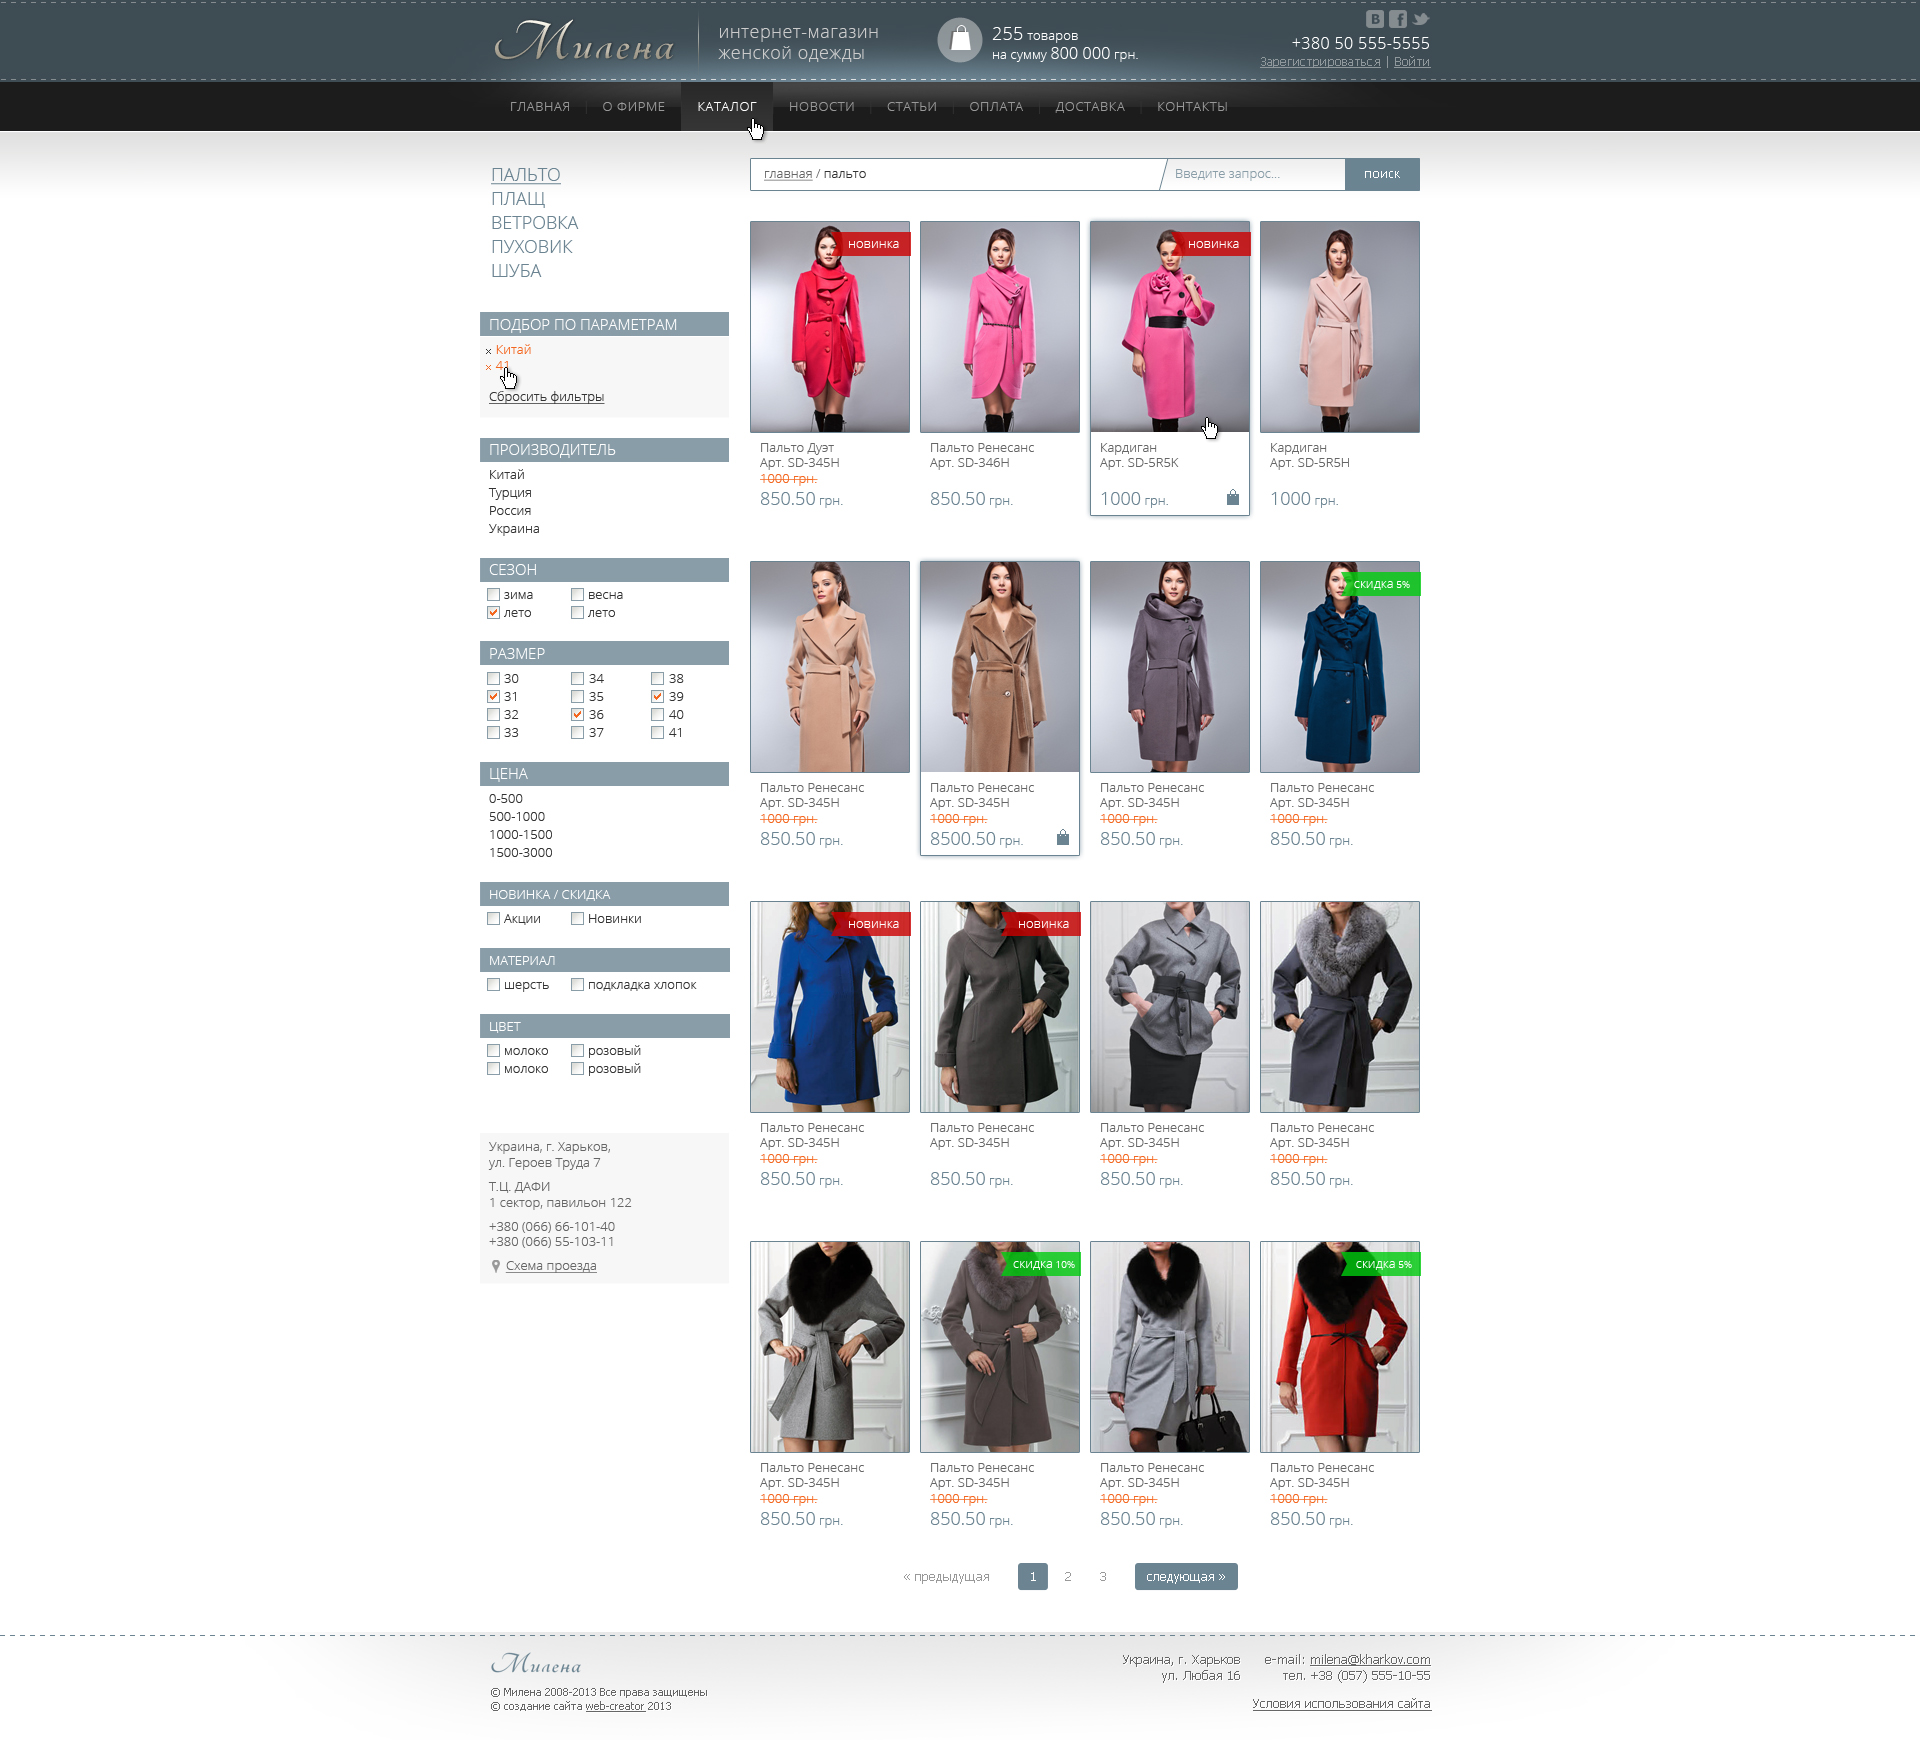 Милена
интернет-магазин
женской одежды
255 товаров
на сумму 800 000 грн.
+380 50 555-5555
Зарегистрироваться | Войти
ГЛАВНАЯ
О ФИРМЕ
КАТАЛОГ
НОВОСТИ
СТАТЬИ
ОПЛАТА
ДОСТАВКА
КОНТАКТЫ
ПАЛЬТО
ПЛАЩ
ВЕТРОВКА
ПУХОВИК
ШУБА
ПОДБОР ПО ПАРАМЕТРАМ
× Китай
× 41
Сбросить фильтры
ПРОИЗВОДИТЕЛЬ
Китай
Турция
Россия
Украина
СЕЗОН
зима весна
лето лето
РАЗМЕР
30 34 38
31 35 39
32 36 40
33 37 41
ЦЕНА
0-500
500-1000
1000-1500
1500-3000
НОВИНКА / СКИДКА
Акции Новинки
МАТЕРИАЛ
шерсть подкладка хлопок
ЦВЕТ
молоко розовый
молоко розовый
Украина, г. Харьков,
ул. Героев Труда 7
Т.Ц. ДАФИ
1 сектор, павильон 122
+380 (066) 66-101-40
+380 (066) 55-103-11
Схема проезда
главная / пальто
Введите запрос...
поиск
новинка
Пальто Дуэт
Арт. SD-345H
1000 грн.
850.50 грн.
Пальто Ренесанс
Арт. SD-346H
850.50 грн.
новинка
Кардиган
Арт. SD-5R5K
1000 грн.
Кардиган
Арт. SD-5R5H
1000 грн.
Пальто Ренесанс
Арт. SD-345H
1000 грн.
850.50 грн.
Пальто Ренесанс
Арт. SD-345H
1000 грн.
8500.50 грн.
Пальто Ренесанс
Арт. SD-345H
1000 грн.
850.50 грн.
скидка 5%
Пальто Ренесанс
Арт. SD-345H
1000 грн.
850.50 грн.
новинка
Пальто Ренесанс
Арт. SD-345H
1000 грн.
850.50 грн.
новинка
Пальто Ренесанс
Арт. SD-345H
850.50 грн.
Пальто Ренесанс
Арт. SD-345H
1000 грн.
850.50 грн.
Пальто Ренесанс
Арт. SD-345H
1000 грн.
850.50 грн.
Пальто Ренесанс
Арт. SD-345H
1000 грн.
850.50 грн.
скидка 10%
Пальто Ренесанс
Арт. SD-345H
1000 грн.
850.50 грн.
Пальто Ренесанс
Арт. SD-345H
1000 грн.
850.50 грн.
скидка 5%
Пальто Ренесанс
Арт. SD-345H
1000 грн.
850.50 грн.
« предыдущая 1 2 3 следующая »
Милена
© Милена 2008-2013 Все права защищены
© создание сайта web-creator 2013
Украина, г. Харьков
ул. Любая 16
e-mail: milena@kharkov.com
тел. +38 (057) 555-10-55
Условия использования сайта